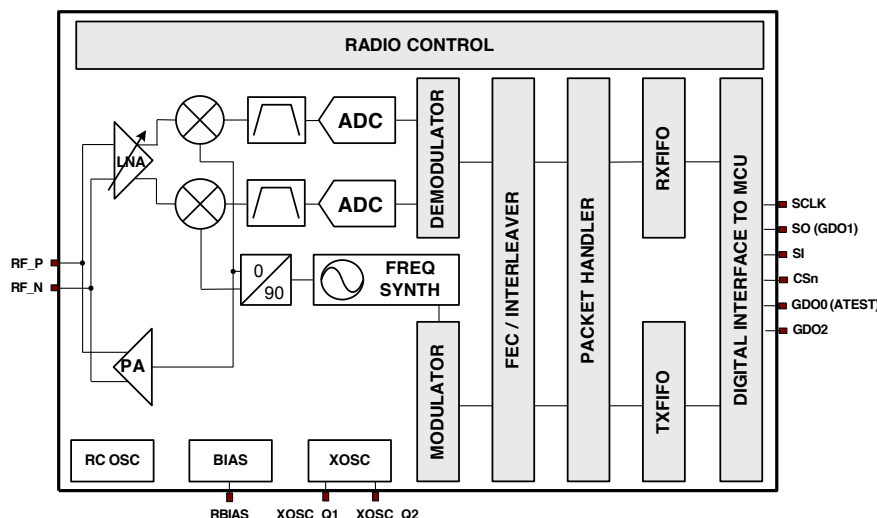 RADIO CONTROL
LNA
ADC
ADC
DEMODULATOR
FEC / INTERLEAVER
PACKET HANDLER
RXFIFO
DIGITAL INTERFACE TO MCU
SCLK
SO (GDO1)
SI
CSn
GDO0 (ATEST)
GDO2
RF_P
RF_N
0
90
FREQ
SYNTH
PA
MODULATOR
TXFIFO
RC OSC
BIAS
XOSC
RBIAS
XOSC_Q1
XOSC_Q2